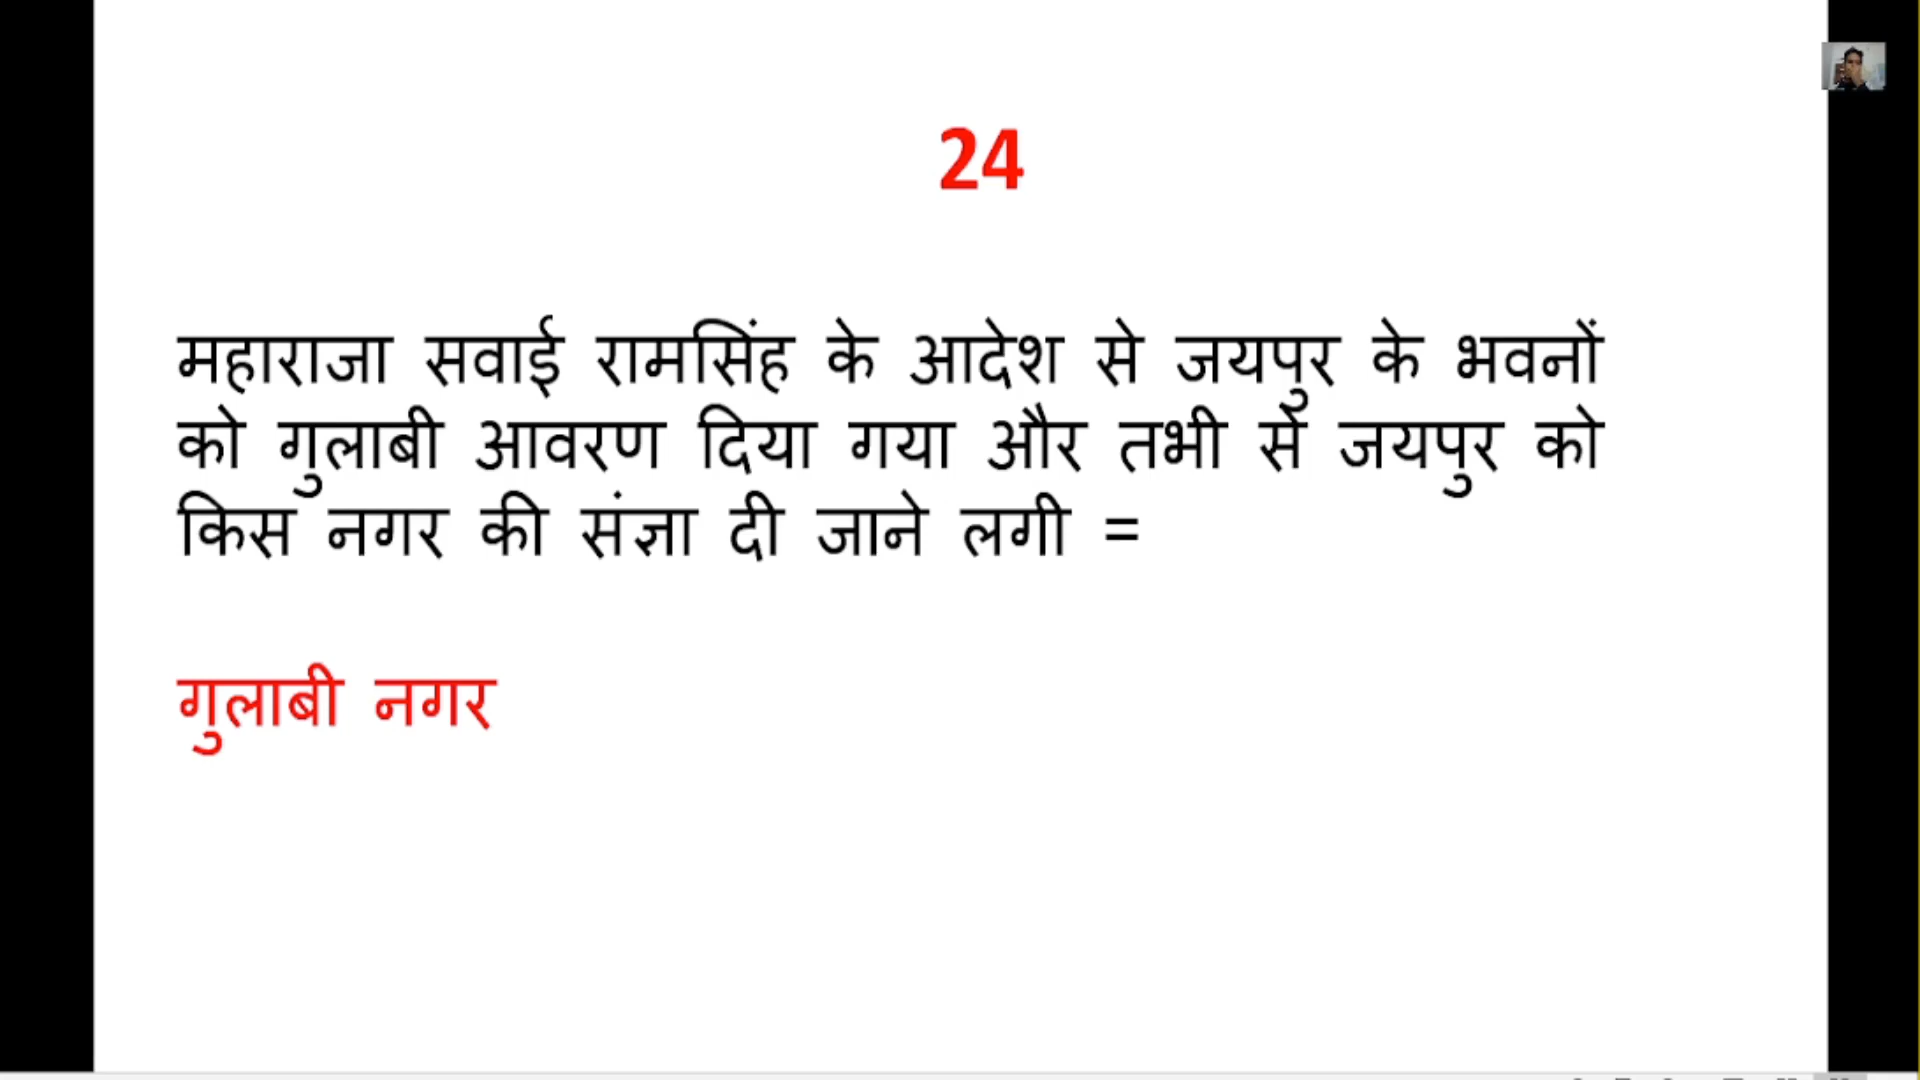 24
महाराजा सवाई रामसिंह के आदेश से जयपुर के भवनों
को गुलाबी आवरण दिया गया और तभी से जयपुर को
किस नगर की संज्ञा दी जाने लगी =
गुलाबी नगर